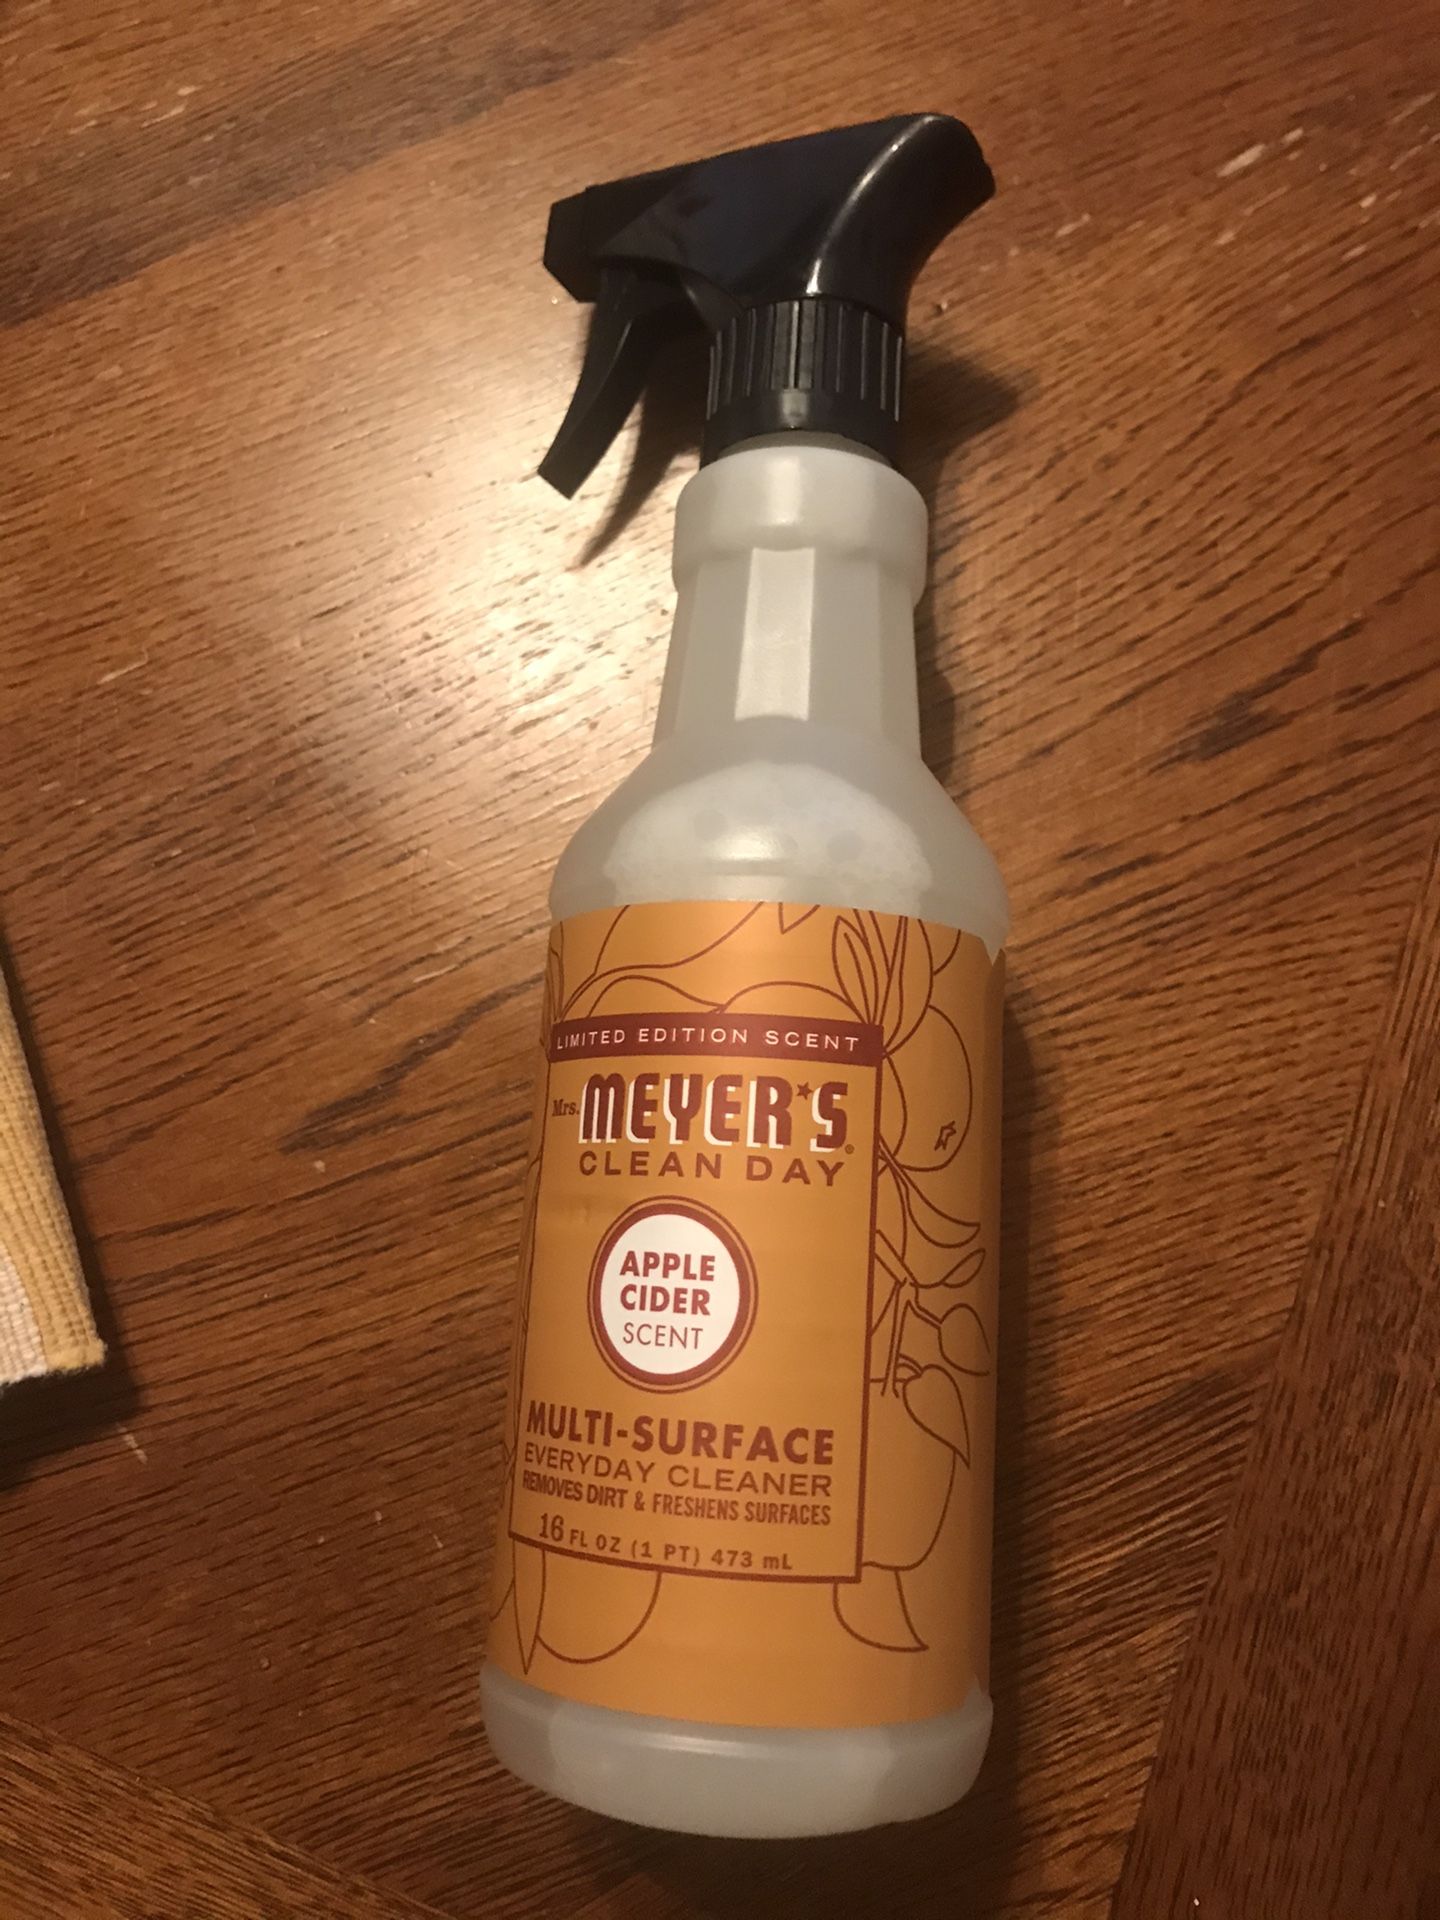 LIMITED EDITION SCENT
Mrs. MEYER'S®
CLEAN DAY
APPLE
CIDER
SCENT
MULTI-SURFACE
EVERYDAY CLEANER
REMOVES DIRT & FRESHENS SURFACES
16 FL OZ (1 PT) 473 mL